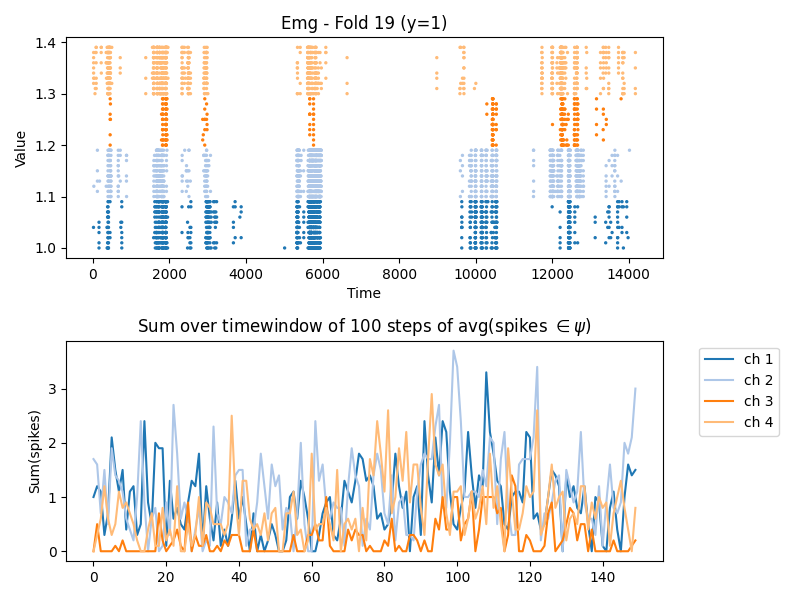 Emg - Fold 19 (y=1)
1.4
1.3
1.2
1.1
1.0
Value
0 2000 4000 6000 8000 10000 12000 14000
Time
Sum over timewindow of 100 steps of avg(spikes ∈ ψ)
3
2
1
0
Sum(spikes)
0 20 40 60 80 100 120 140
ch 1
ch 2
ch 3
ch 4